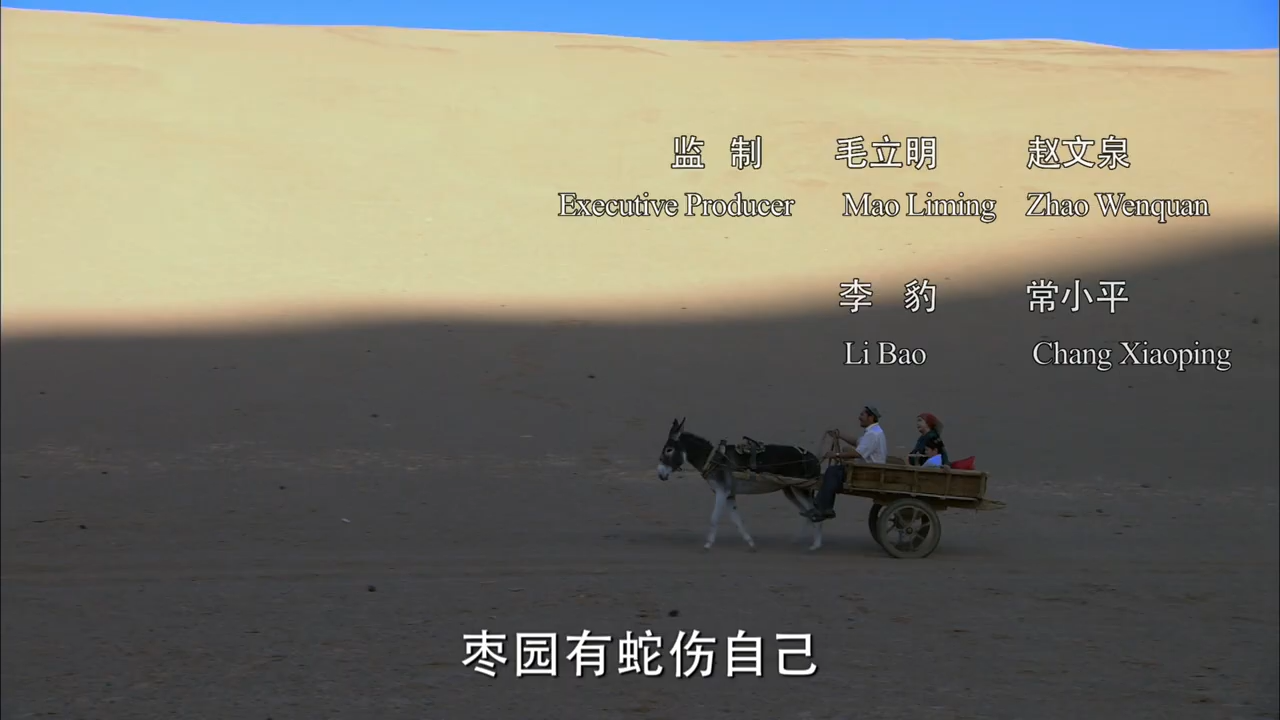 监 制 毛立明 赵文泉
Executive Producer Mao Liming Zhao Wenquan
李 豹 常小平
Li Bao Chang Xiaoping
枣园有蛇伤自己